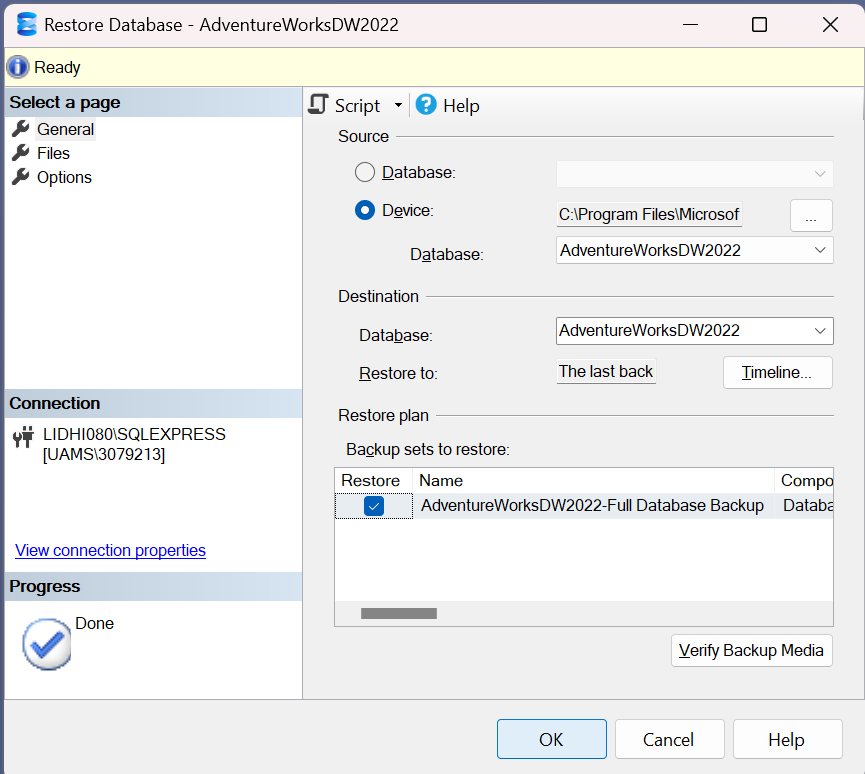 Restore Database - AdventureWorksDW2022
Ready
Select a page
General
Files
Options
Script
Help
Source
Database:
Device:
C:\Program Files\Microsof
...
Database:
AdventureWorksDW2022
Destination
Database:
AdventureWorksDW2022
Restore to:
The last back
Timeline...
Restore plan
Backup sets to restore:
Restore Name Compo
AdventureWorksDW2022-Full Database Backup Databa
Verify Backup Media
Connection
LIDHI080\SQLEXPRESS
[UAMS\3079213]
View connection properties
Progress
Done
OK
Cancel
Help